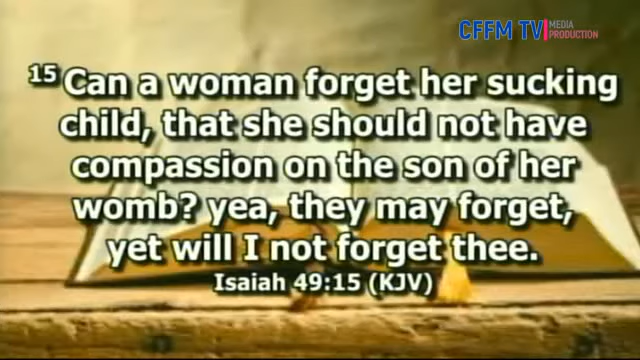 CFFM TV MEDIA
PRODUCTION
15 Can a woman forget her sucking
child, that she should not have
compassion on the son of her
womb? yea, they may forget,
yet will I not forget thee.
Isaiah 49:15 (KJV)